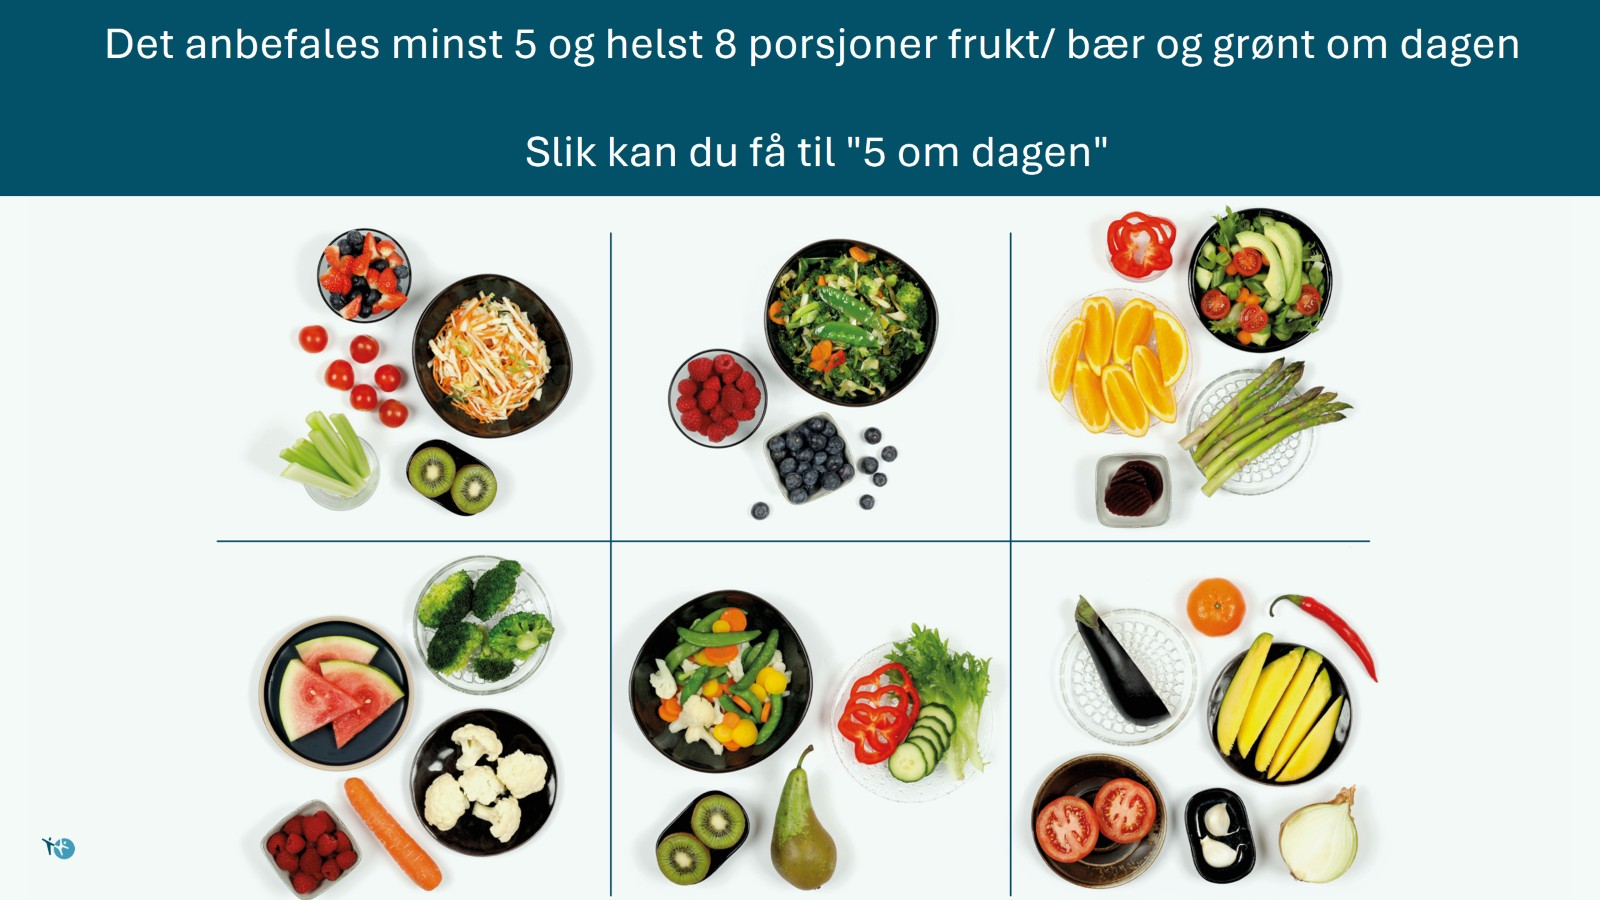 Det anbefales minst 5 og helst 8 porsjoner frukt/ bær og grønt om dagen
Slik kan du få til "5 om dagen"